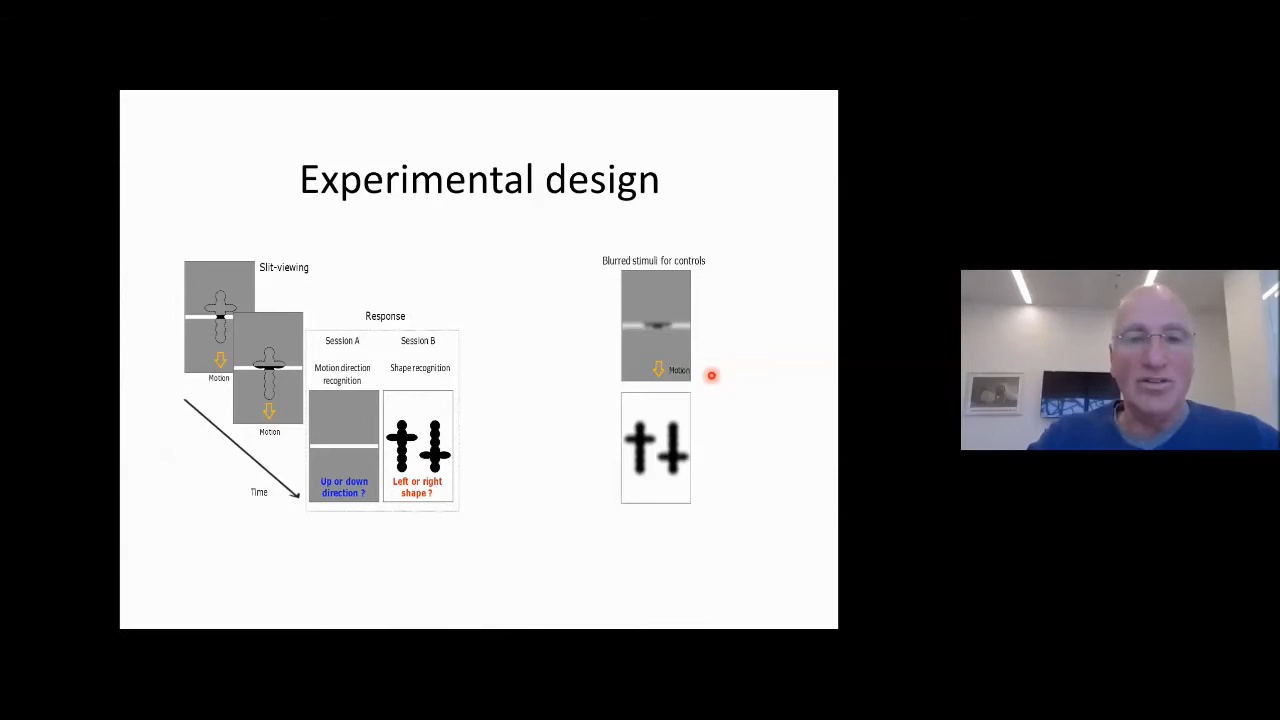 Experimental design
Slit-viewing
Motion
Motion
Time
Response
Session A
Motion direction
recognition
Up or down
direction ?
Session B
Shape recognition
Left or right
shape ?
Blurred stimuli for controls
Motion